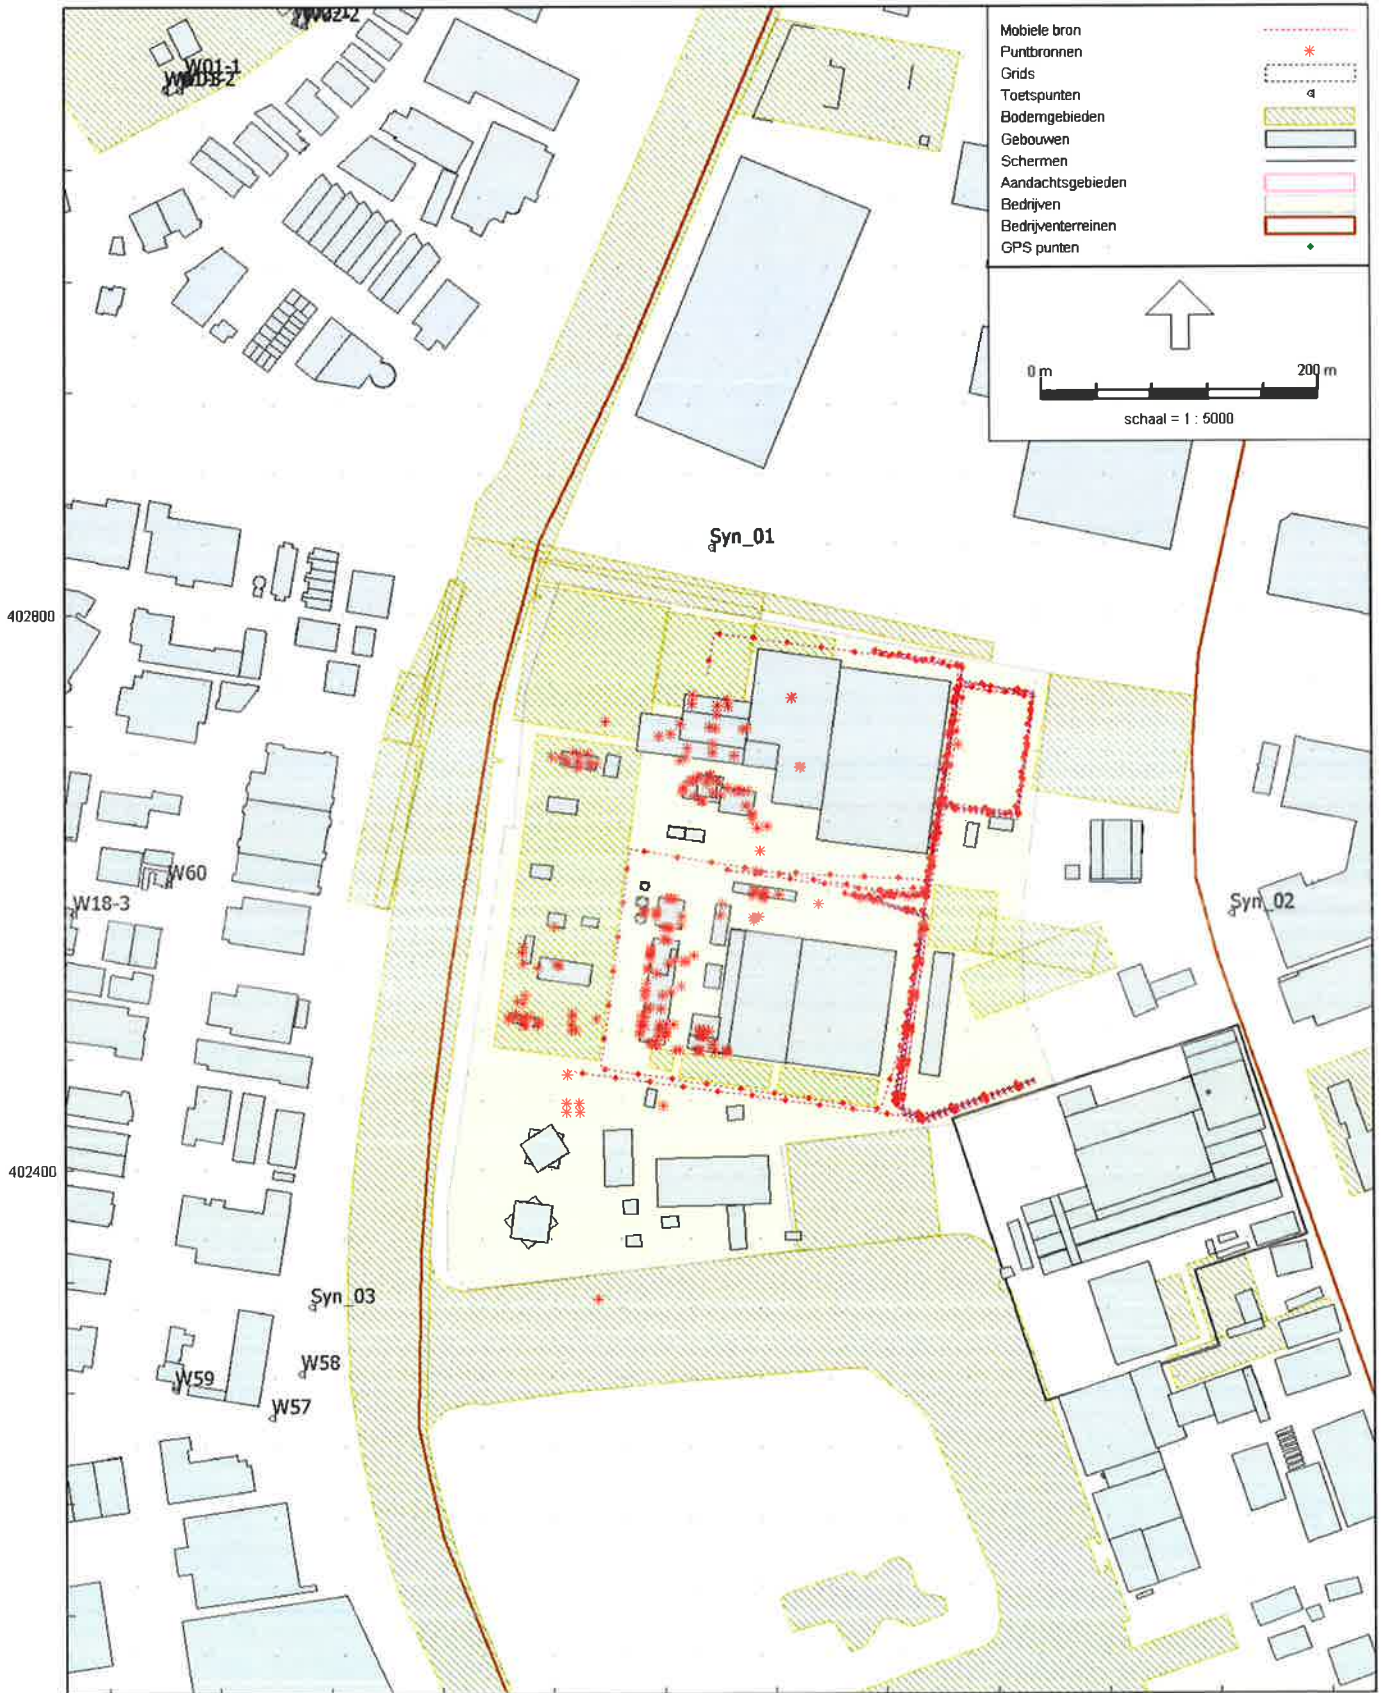 Mobiele bron
Puntbronnen
Grids
Toetspunten
Bodemgebieden
Gebouwen
Schermen
Aandachtsgebieden
Bedrijven
Bedrijventerreinen
GPS punten
0 m 200 m
schaal = 1 : 5000
W01-1
Syn_01
402800
W60
W18-3
Syn_02
402400
Syn_03
W58
W59
W57